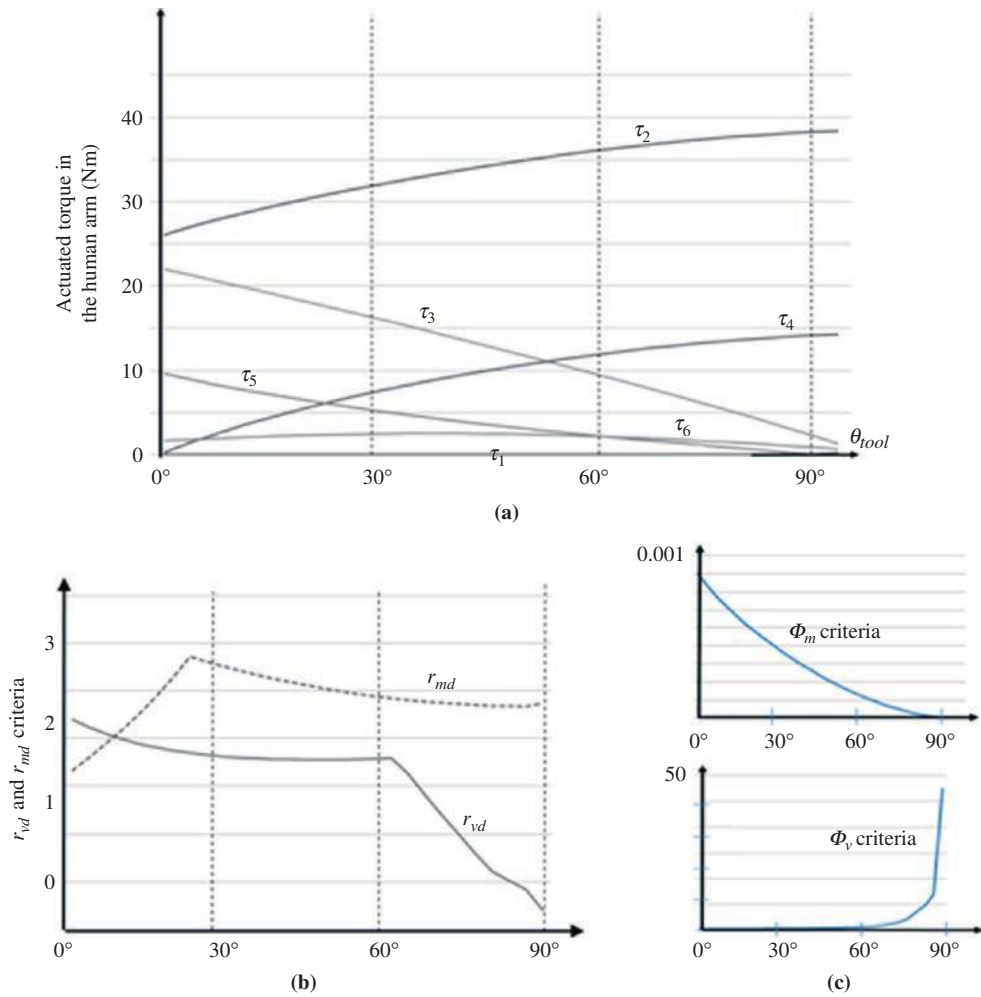 Actuated torque in
the human arm (Nm)
40
30
20
10
0
τ2
τ3
τ4
τ5
τ6
τ1
θtool
0°
30°
60°
90°
(a)
rvd and rmd criteria
3
2
1
0
rmd
rvd
0°
30°
60°
90°
(b)
0.001
Φm criteria
0°
30°
60°
90°
50
Φv criteria
0°
30°
60°
90°
(c)